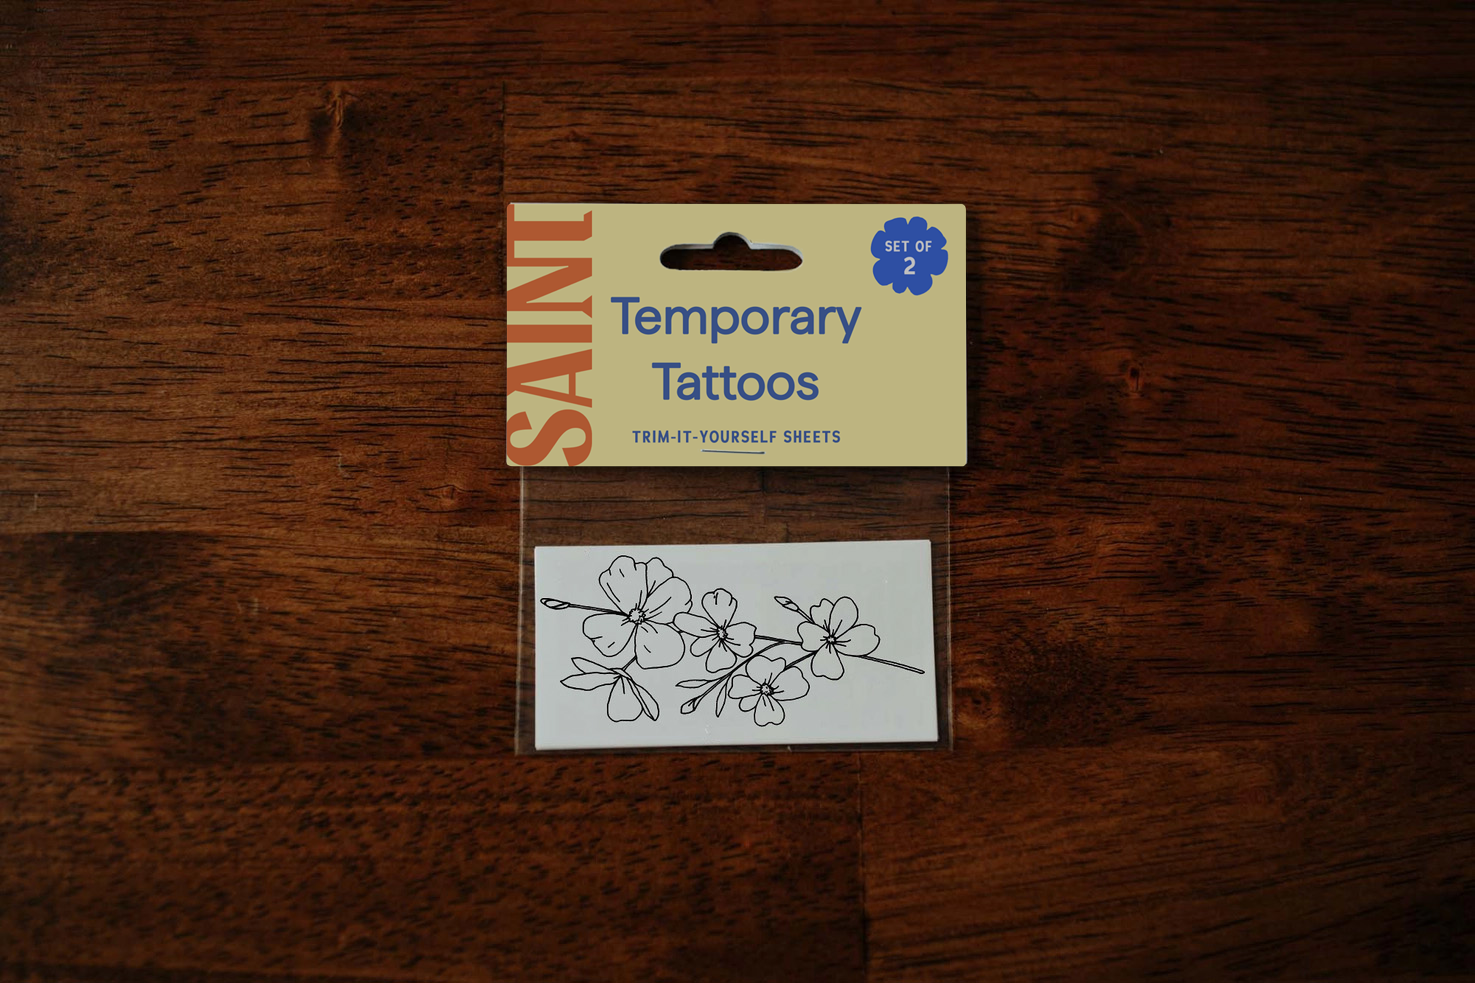 SAINT
SET OF
2
Temporary
Tattoos
TRIM-IT-YOURSELF SHEETS